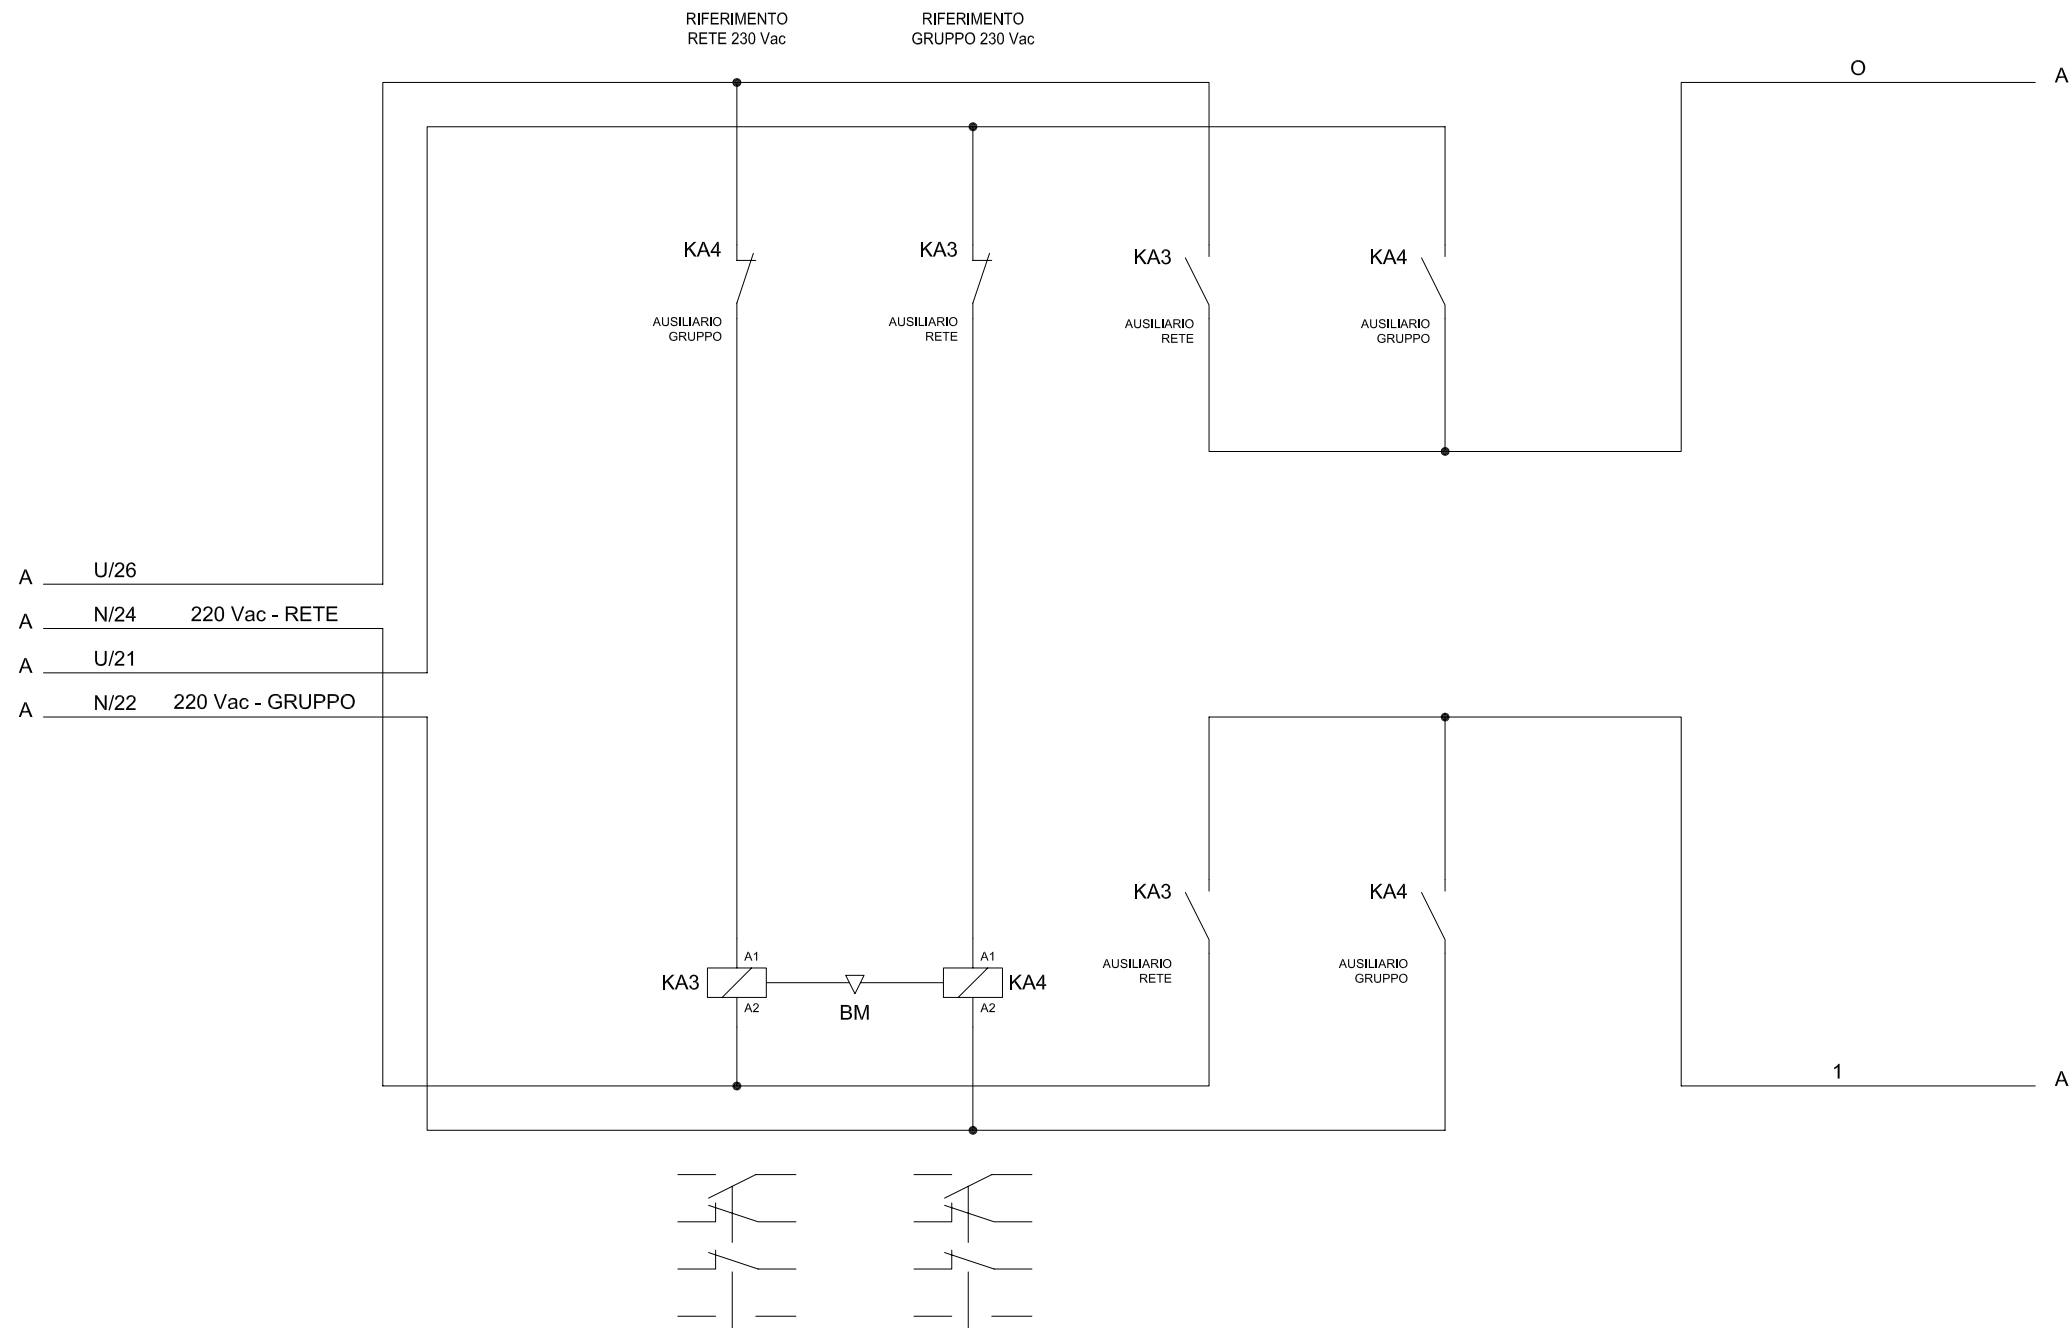 RIFERIMENTO
RETE 230 Vac
RIFERIMENTO
GRUPPO 230 Vac
O
A
KA4
AUSILIARIO
GRUPPO
KA3
AUSILIARIO
RETE
KA3
AUSILIARIO
RETE
KA4
AUSILIARIO
GRUPPO
A U/26
A N/24 220 Vac - RETE
A U/21
A N/22 220 Vac - GRUPPO
KA3
AUSILIARIO
RETE
KA4
AUSILIARIO
GRUPPO
A1
KA3
A2
BM
A1
KA4
A2
1
A